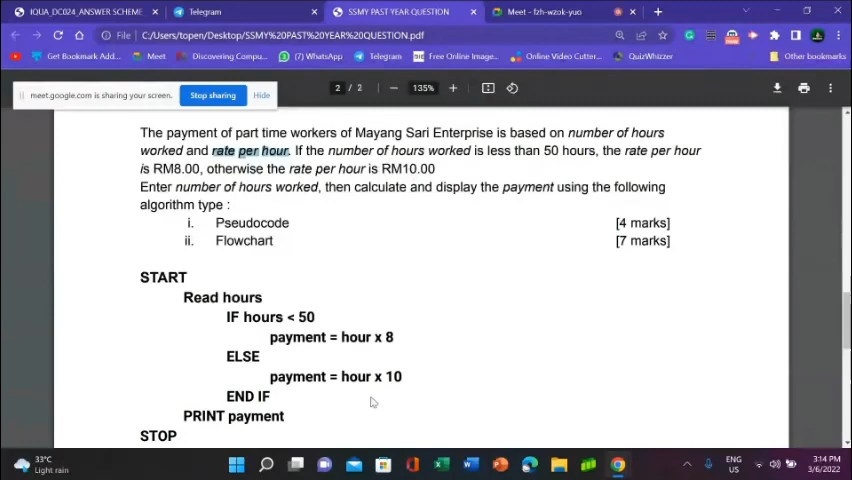 IQUA_DC024_ANSWER SCHEME
Telegram
SSMY PAST YEAR QUESTION
Meet - fzh-wzok-yuo
File
C:/Users/topen/Desktop/SSMY%20PAST%20YEAR%20QUESTION.pdf
Get Bookmark Add...
Meet
Discovering Compu...
(7) WhatsApp
Telegram
Free Online Image...
Online Video Cutter...
QuizWhizzer
Other bookmarks
meet.google.com is sharing your screen.
Stop sharing
Hide
2 / 2
135%
The payment of part time workers of Mayang Sari Enterprise is based on number of hours
worked and rate per hour. If the number of hours worked is less than 50 hours, the rate per hour
is RM8.00, otherwise the rate per hour is RM10.00
Enter number of hours worked, then calculate and display the payment using the following
algorithm type :
i. Pseudocode [4 marks]
ii. Flowchart [7 marks]
START
Read hours
IF hours < 50
payment = hour x 8
ELSE
payment = hour x 10
END IF
PRINT payment
STOP
33°C
Light rain
ENG
US
3:14 PM
3/6/2022